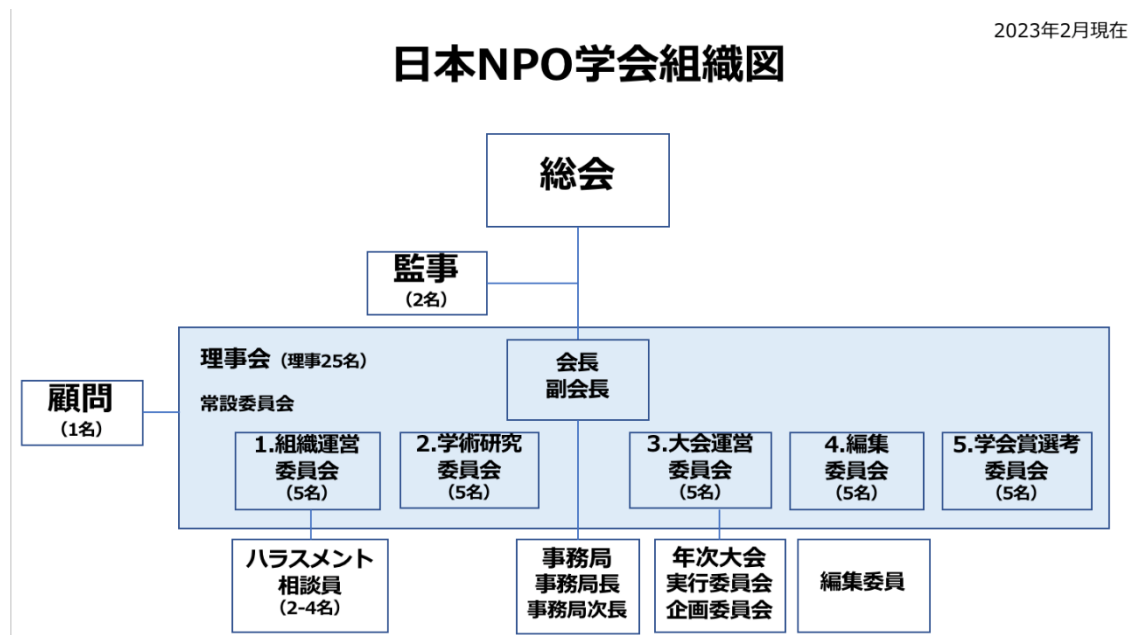 2023年2月現在
日本NPO学会組織図
総会
監事
（2名）
理事会（理事25名）
会長
副会長
顧問
（1名）
常設委員会
1.組織運営
委員会
（5名）
2.学術研究
委員会
（5名）
3.大会運営
委員会
（5名）
4.編集
委員会
（5名）
5.学会賞選考
委員会
（5名）
ハラスメント
相談員
（2-4名）
事務局
事務局長
事務局次長
年次大会
実行委員会
企画委員会
編集委員